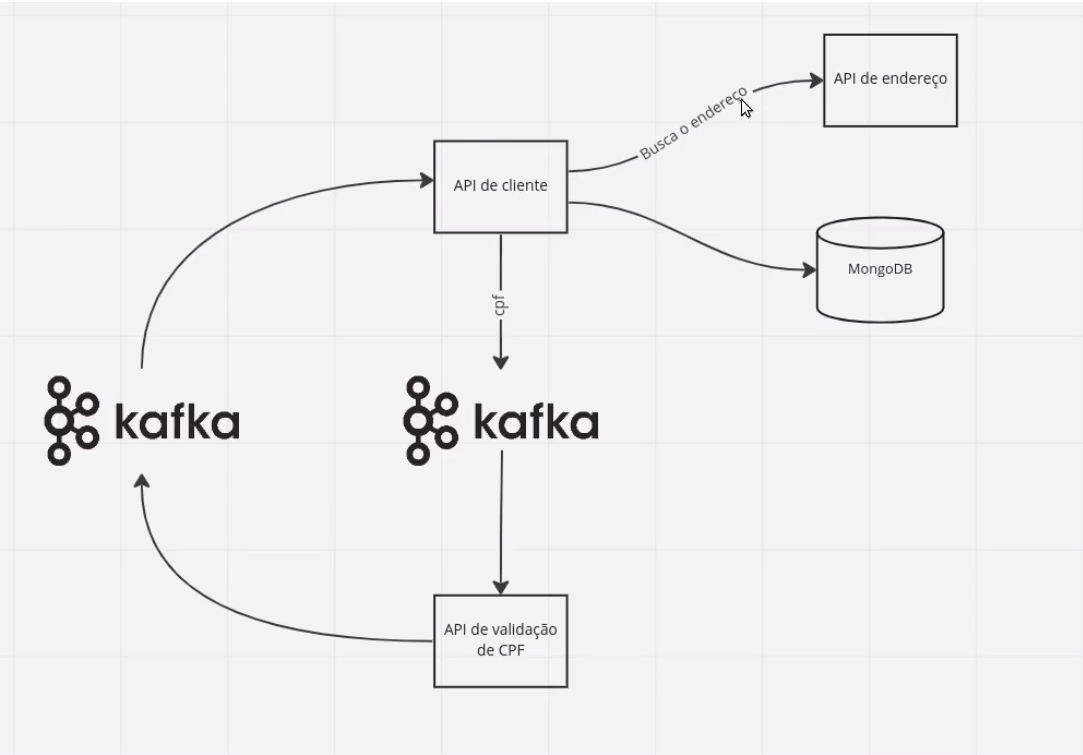 API de endereço
Busca o endereço
API de cliente
MongoDB
cpf
kafka
kafka
API de validação
de CPF